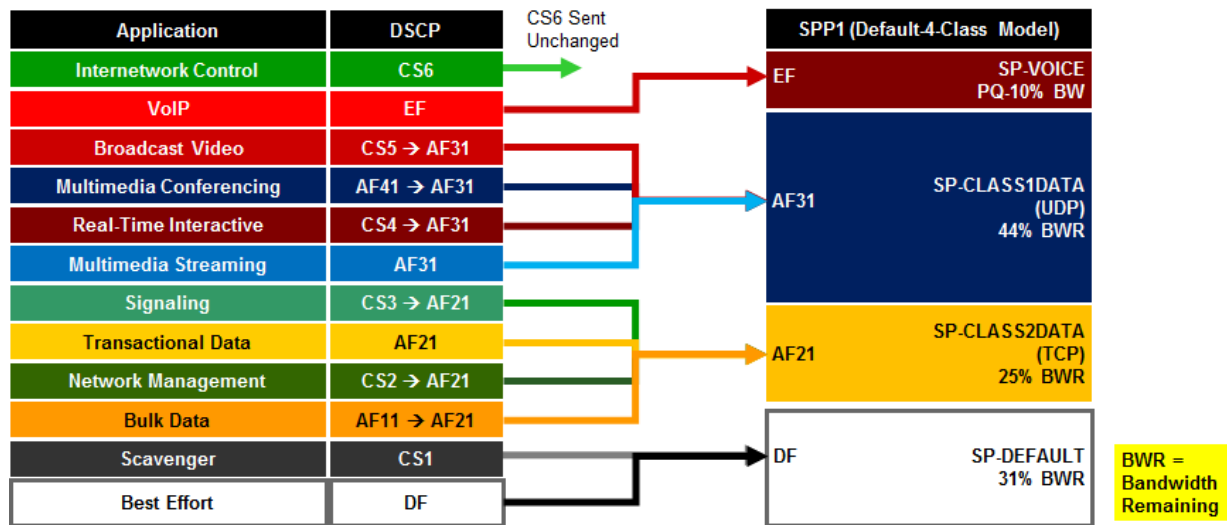 Application DSCP
CS6 Sent
Unchanged
SPP1 (Default-4-Class Model)
Internetwork Control CS6
VoIP EF
Broadcast Video CS5 → AF31
Multimedia Conferencing AF41 → AF31
Real-Time Interactive CS4 → AF31
Multimedia Streaming AF31
Signaling CS3 → AF21
Transactional Data AF21
Network Management CS2 → AF21
Bulk Data AF11 → AF21
Scavenger CS1
Best Effort DF
EF SP-VOICE
PQ-10% BW
AF31 SP-CLASS1DATA
(UDP)
44% BWR
SP-CLASS2DATA
AF21 (TCP)
25% BWR
DF SP-DEFAULT
31% BWR
BWR =
Bandwidth
Remaining